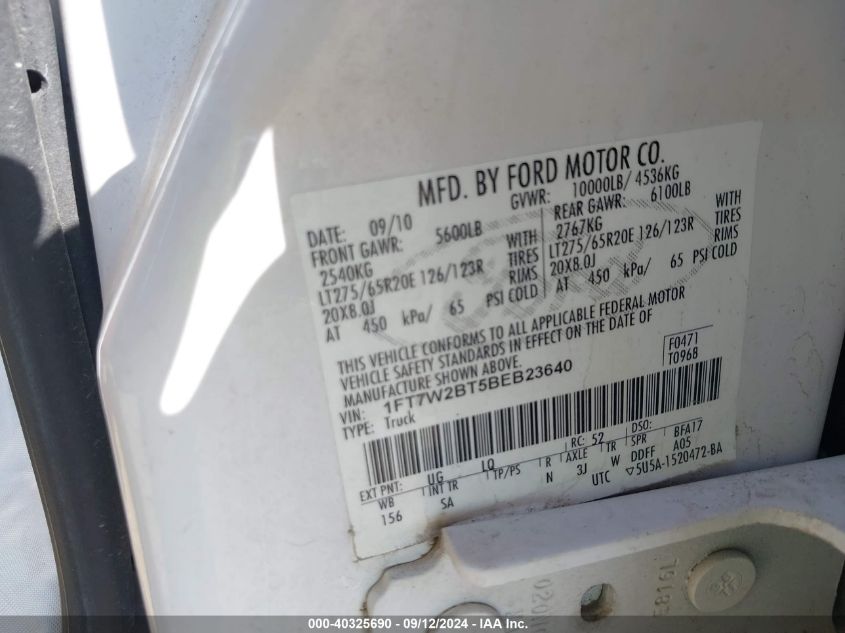 MFD. BY FORD MOTOR CO.
DATE: 09/10 GVWR: 10000LB/ 4536KG
FRONT GAWR: 5600LB REAR GAWR: 6100LB
2540KG WITH 2767KG WITH
LT275/65R20E 126/123R TIRES LT275/65R20E 126/123R TIRES
20X8.0J RIMS 20X8.0J RIMS
AT 450 kPa/ 65 PSI COLD AT 450 kPa/ 65 PSI COLD
THIS VEHICLE CONFORMS TO ALL APPLICABLE FEDERAL MOTOR
VEHICLE SAFETY STANDARDS IN EFFECT ON THE DATE OF
MANUFACTURE SHOWN ABOVE.
VIN: 1FT7W2BT5BEB23640 F0471
TYPE: Truck T0968
EXT PNT: UG LQ RC: 52 DSO:
WB INT TR TP/PS R AXLE TR SPR BFA17
156 SA N 3J W DDFF A05
UTC ▽5U5A-1520472-BA
E816L
000-40325690 - 09/12/2024 - IAAI Inc.